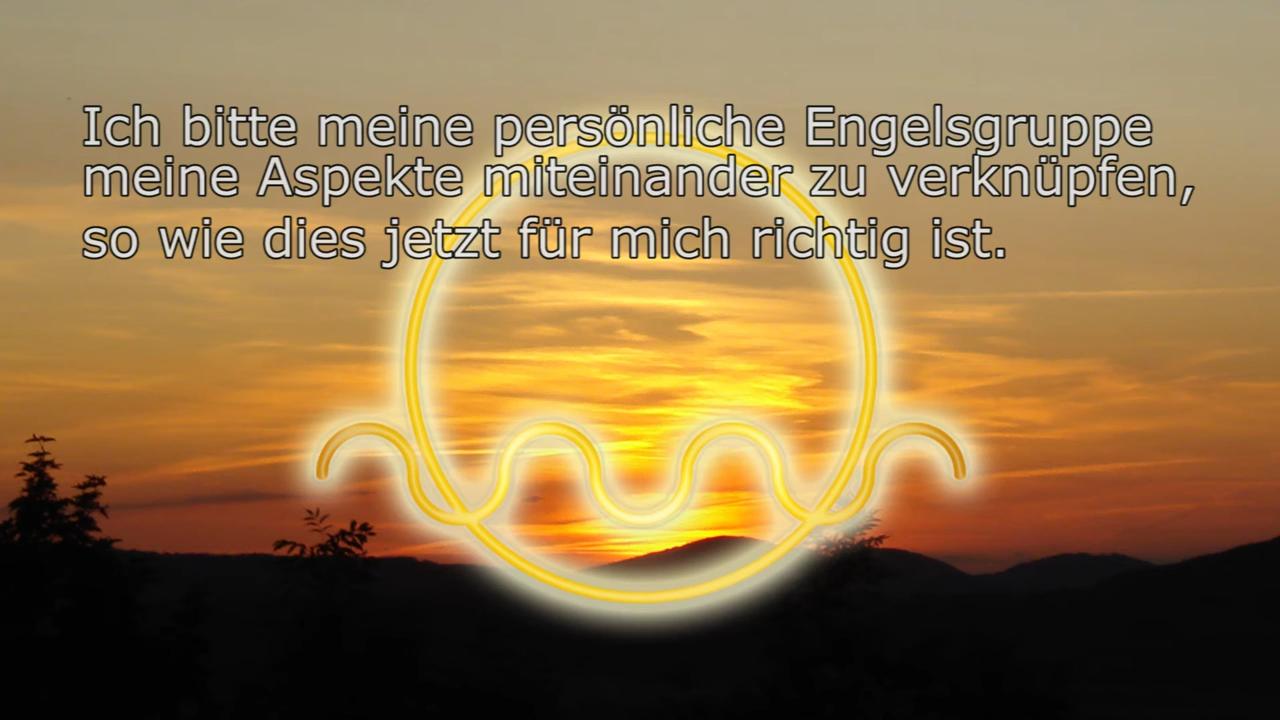 Ich bitte meine persönliche Engelsgruppe
meine Aspekte miteinander zu verknüpfen,
so wie dies jetzt für mich richtig ist.